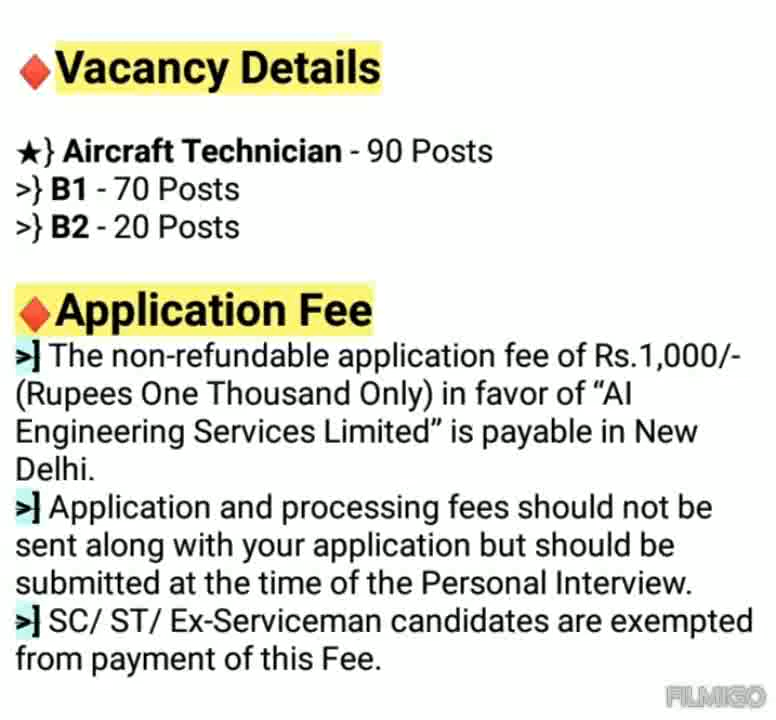 ♦Vacancy Details
★} Aircraft Technician - 90 Posts
>} B1 - 70 Posts
>} B2 - 20 Posts
♦Application Fee
>] The non-refundable application fee of Rs.1,000/-
(Rupees One Thousand Only) in favor of “AI
Engineering Services Limited” is payable in New
Delhi.
>] Application and processing fees should not be
sent along with your application but should be
submitted at the time of the Personal Interview.
>] SC/ ST/ Ex-Serviceman candidates are exempted
from payment of this Fee.
FILMIGO